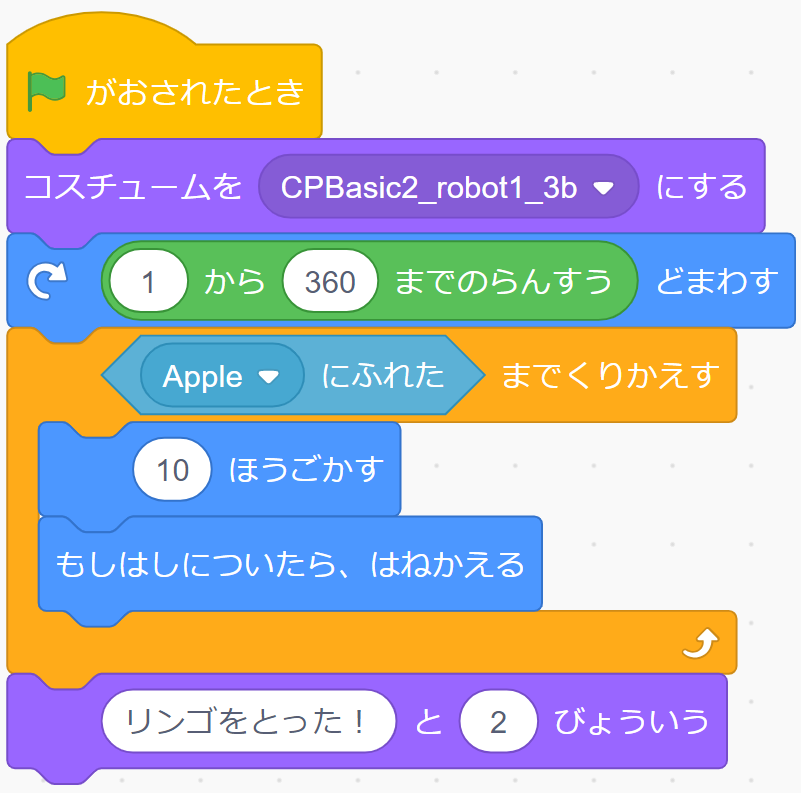 がおされたとき
コスチュームを CPBasic2_robot1_3b にする
1 から 360 までのらんすう どまわす
Apple にふれた までくりかえす
10 ほうごかす
もしはしについたら、はねかえる
リンゴをとった！ と 2 びょういう